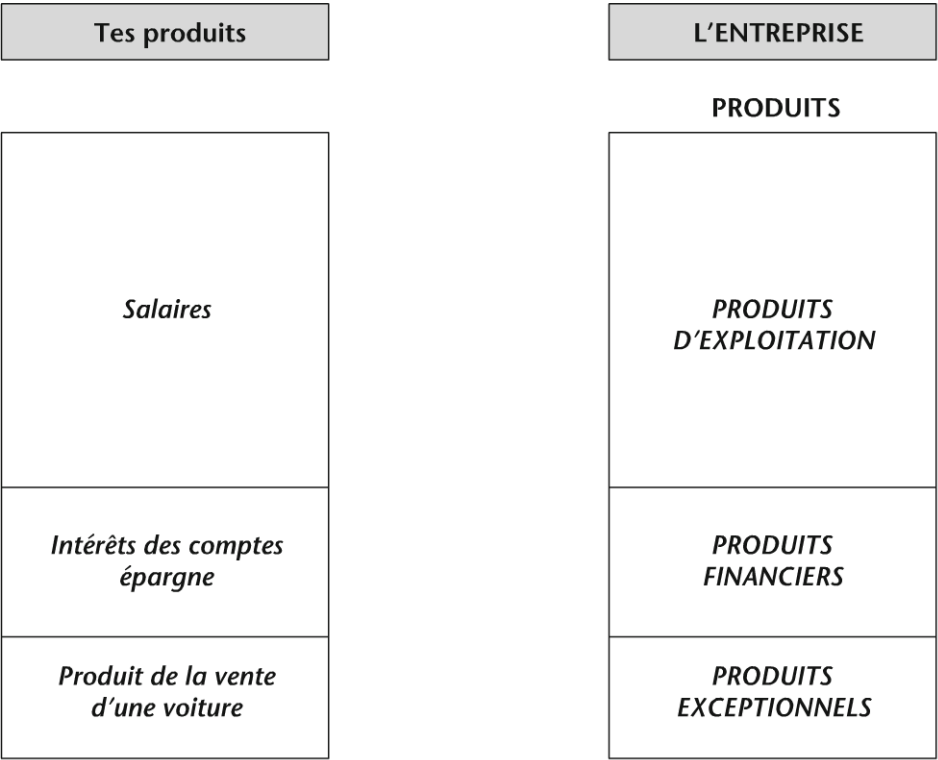 Tes produits
L’ENTREPRISE
PRODUITS
Salaires
PRODUITS
D’EXPLOITATION
Intérêts des comptes
épargne
PRODUITS
FINANCIERS
Produit de la vente
d’une voiture
PRODUITS
EXCEPTIONNELS